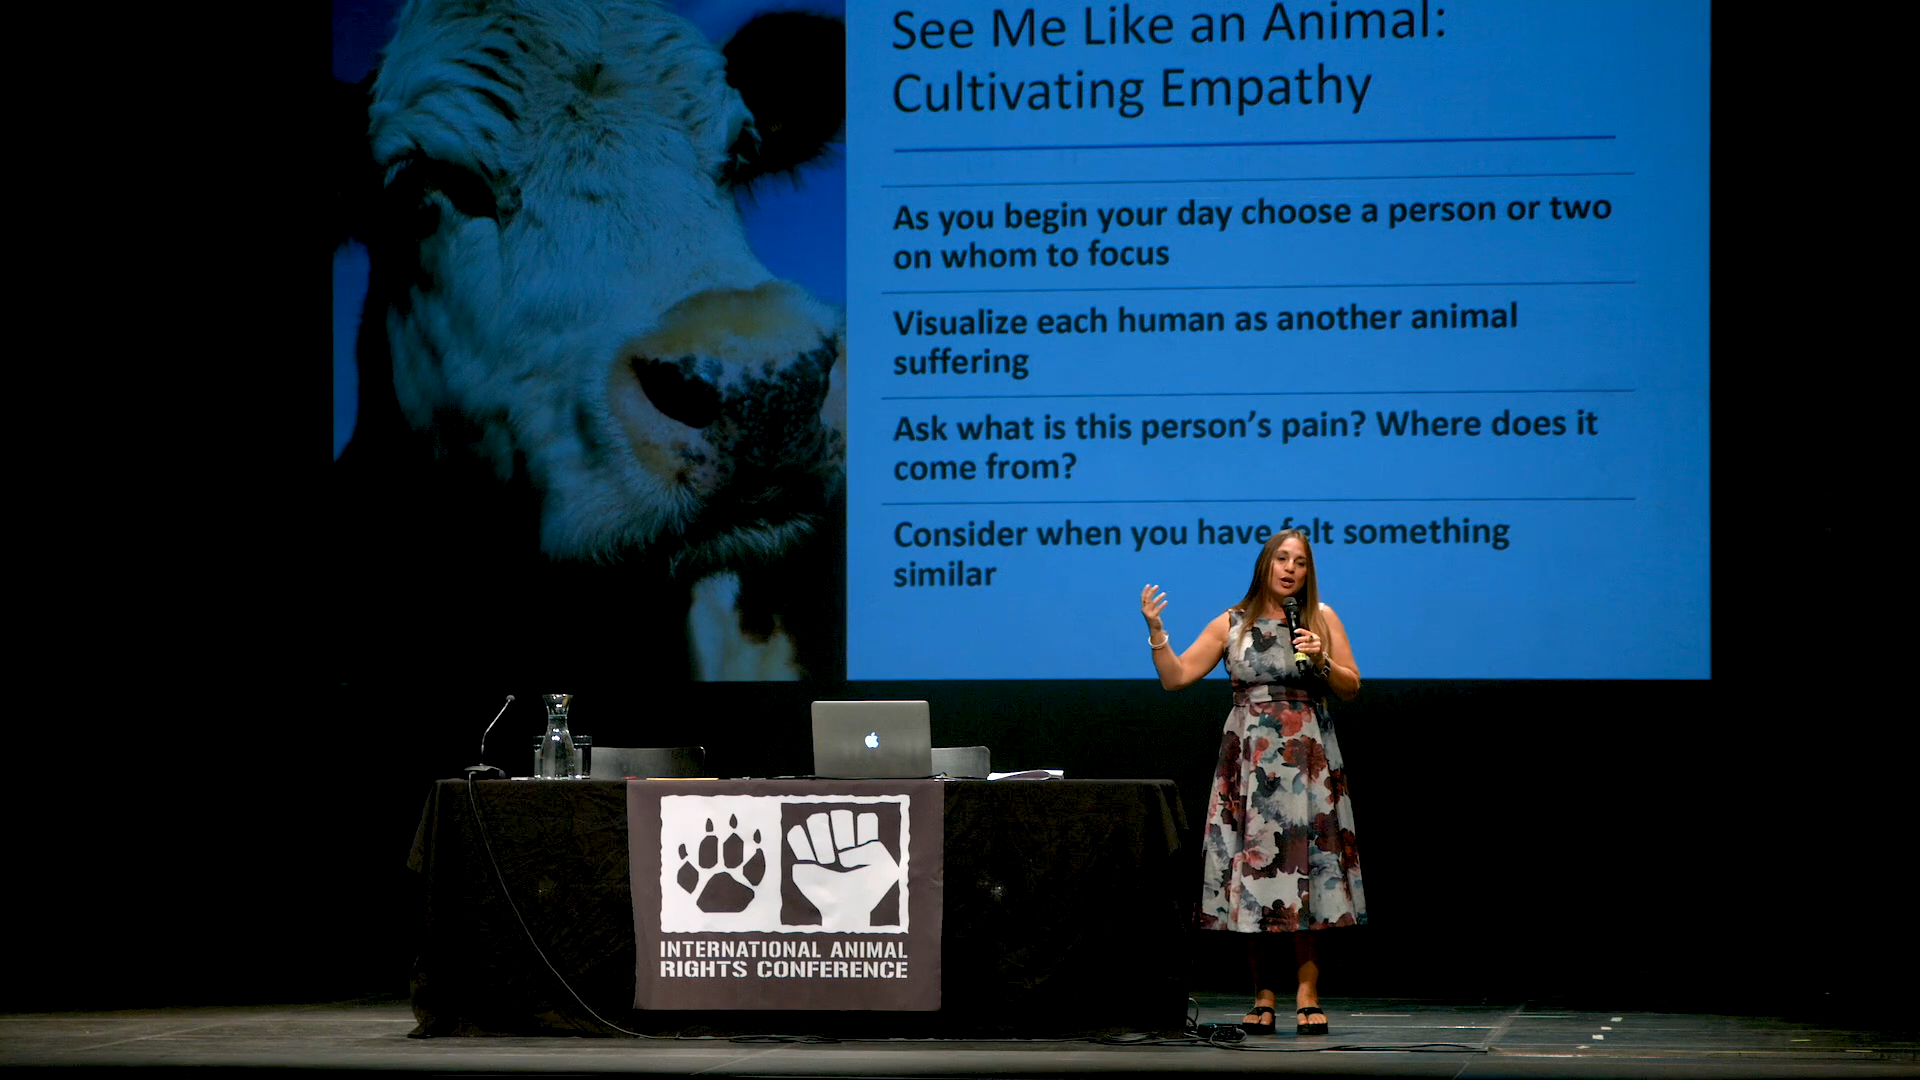 See Me Like an Animal:
Cultivating Empathy
As you begin your day choose a person or two
on whom to focus
Visualize each human as another animal
suffering
Ask what is this person's pain? Where does it
come from?
Consider when you have felt something
similar
INTERNATIONAL ANIMAL
RIGHTS CONFERENCE